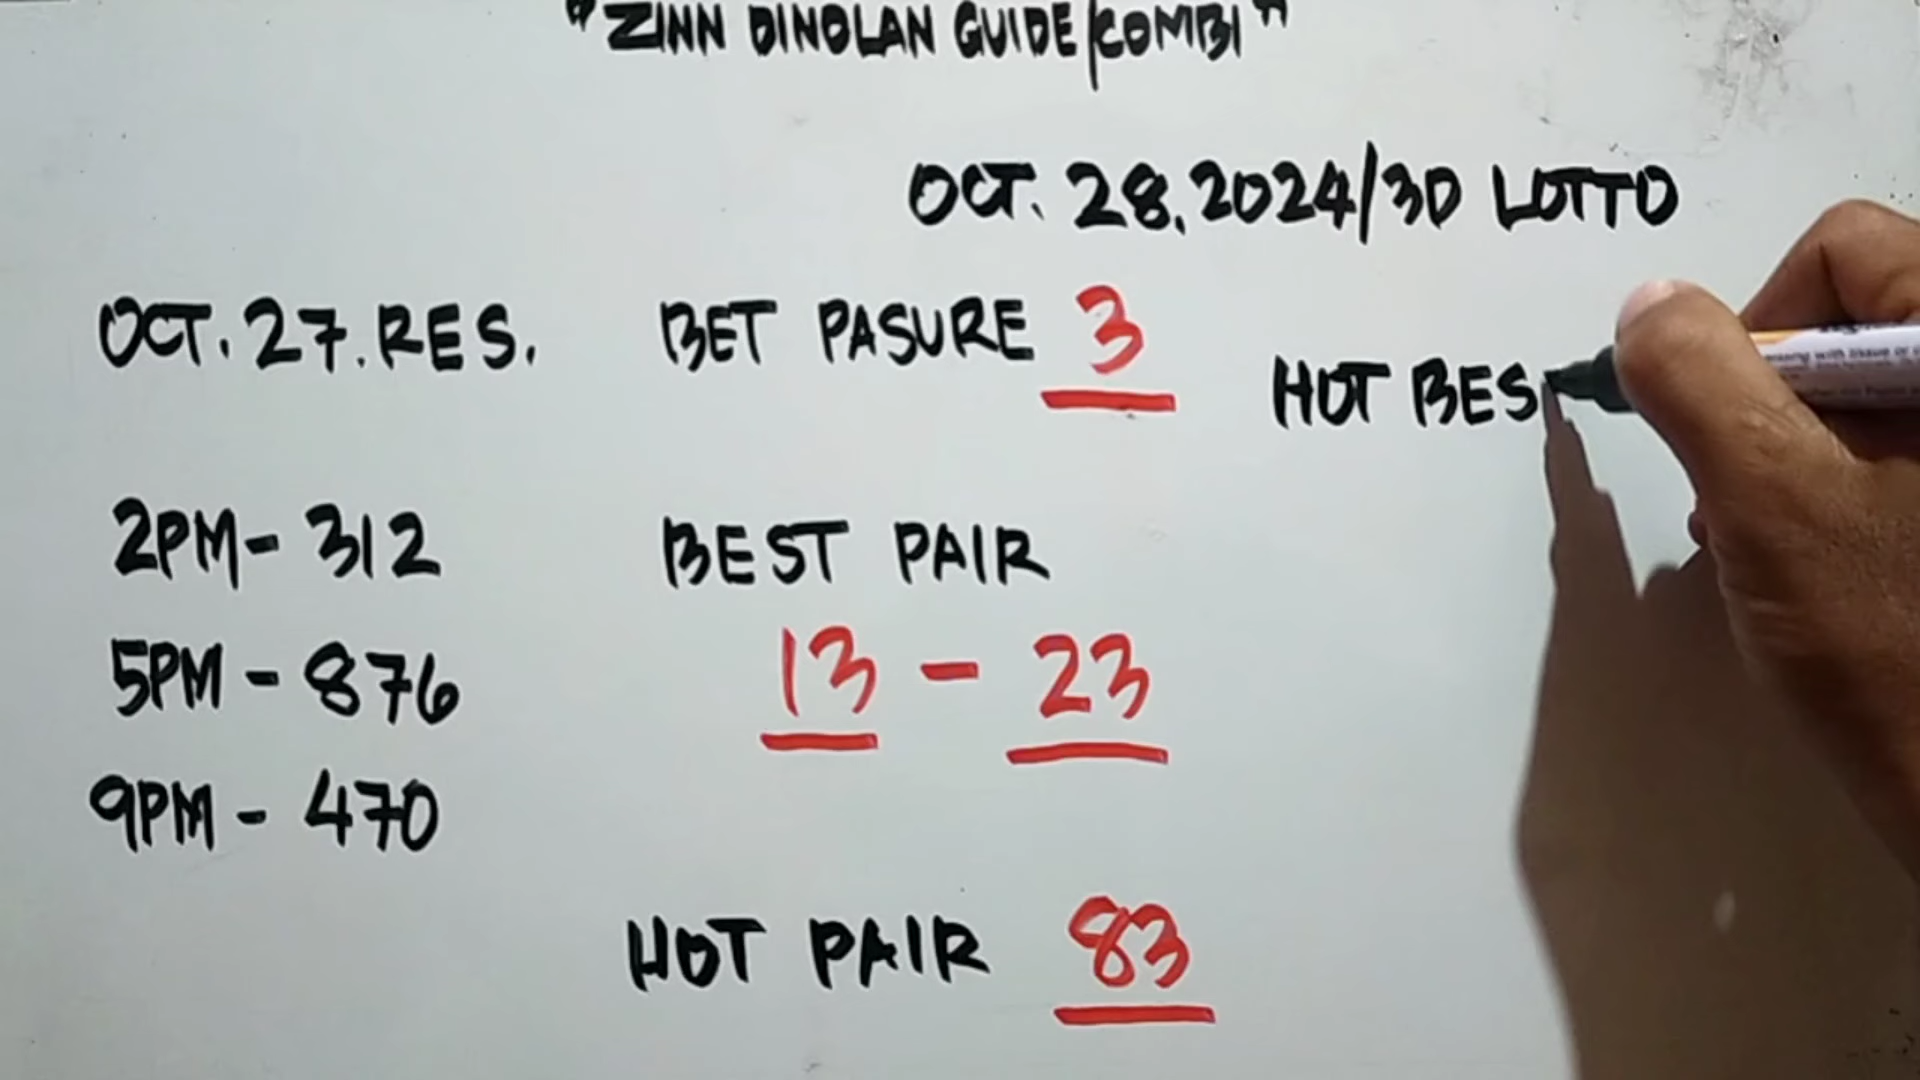 "ZINN DINOLAN GUIDE/COMBI"
OCT. 28.2024/3D LOTTO
OCT. 27. RES.
2PM - 312
5PM - 876
9PM - 470
BET PASURE 3
BEST PAIR
13 - 23
HOT PAIR 83
HOT BES